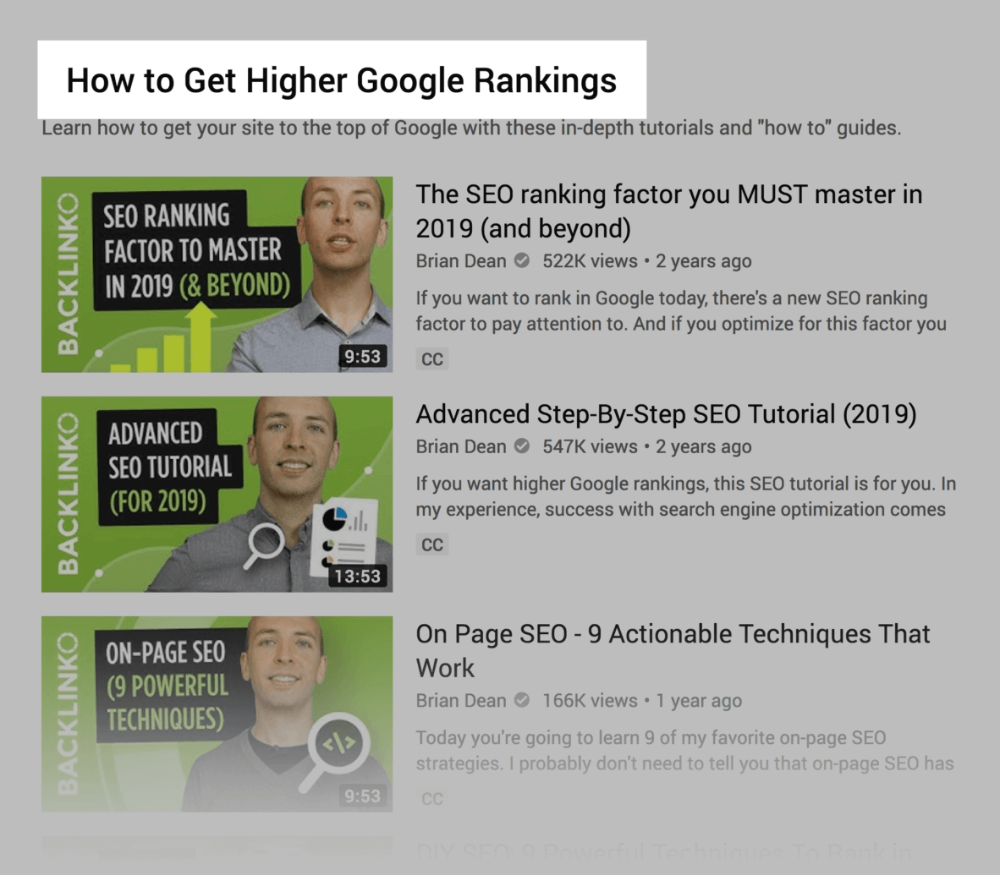 How to Get Higher Google Rankings
Learn how to get your site to the top of Google with these in-depth tutorials and "how to" guides.
BACKLINKO
SEO RANKING
FACTOR TO MASTER
IN 2019 (& BEYOND)
9:53
The SEO ranking factor you MUST master in
2019 (and beyond)
Brian Dean 522K views • 2 years ago
If you want to rank in Google today, there's a new SEO ranking
factor to pay attention to. And if you optimize for this factor you
CC
BACKLINKO
ADVANCED
SEO TUTORIAL
(FOR 2019)
13:53
Advanced Step-By-Step SEO Tutorial (2019)
Brian Dean 547K views • 2 years ago
If you want higher Google rankings, this SEO tutorial is for you. In
my experience, success with search engine optimization comes
CC
BACKLINKO
ON-PAGE SEO
(9 POWERFUL
TECHNIQUES)
</>
9:53
On Page SEO - 9 Actionable Techniques That
Work
Brian Dean 166K views • 1 year ago
Today you're going to learn 9 of my favorite on-page SEO
strategies. I probably don't need to tell you that on-page SEO has
CC
DIY SEO: 9 Powerful Techniques To Rank in